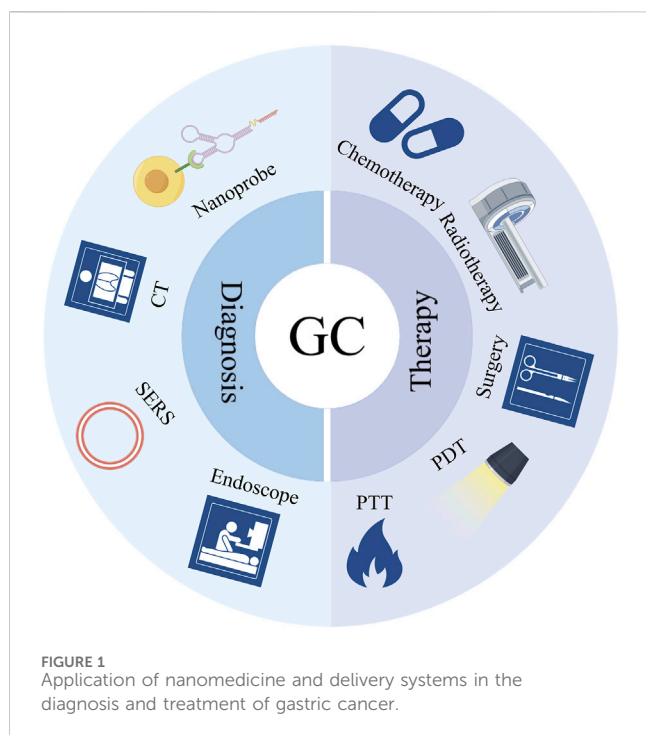 Nanoprobe
CT
SERS
Endoscope
Diagnosis
GC
Therapy
Chemotherapy
Radiotherapy
Surgery
PDT
PTT
FIGURE 1
Application of nanomedicine and delivery systems in the
diagnosis and treatment of gastric cancer.